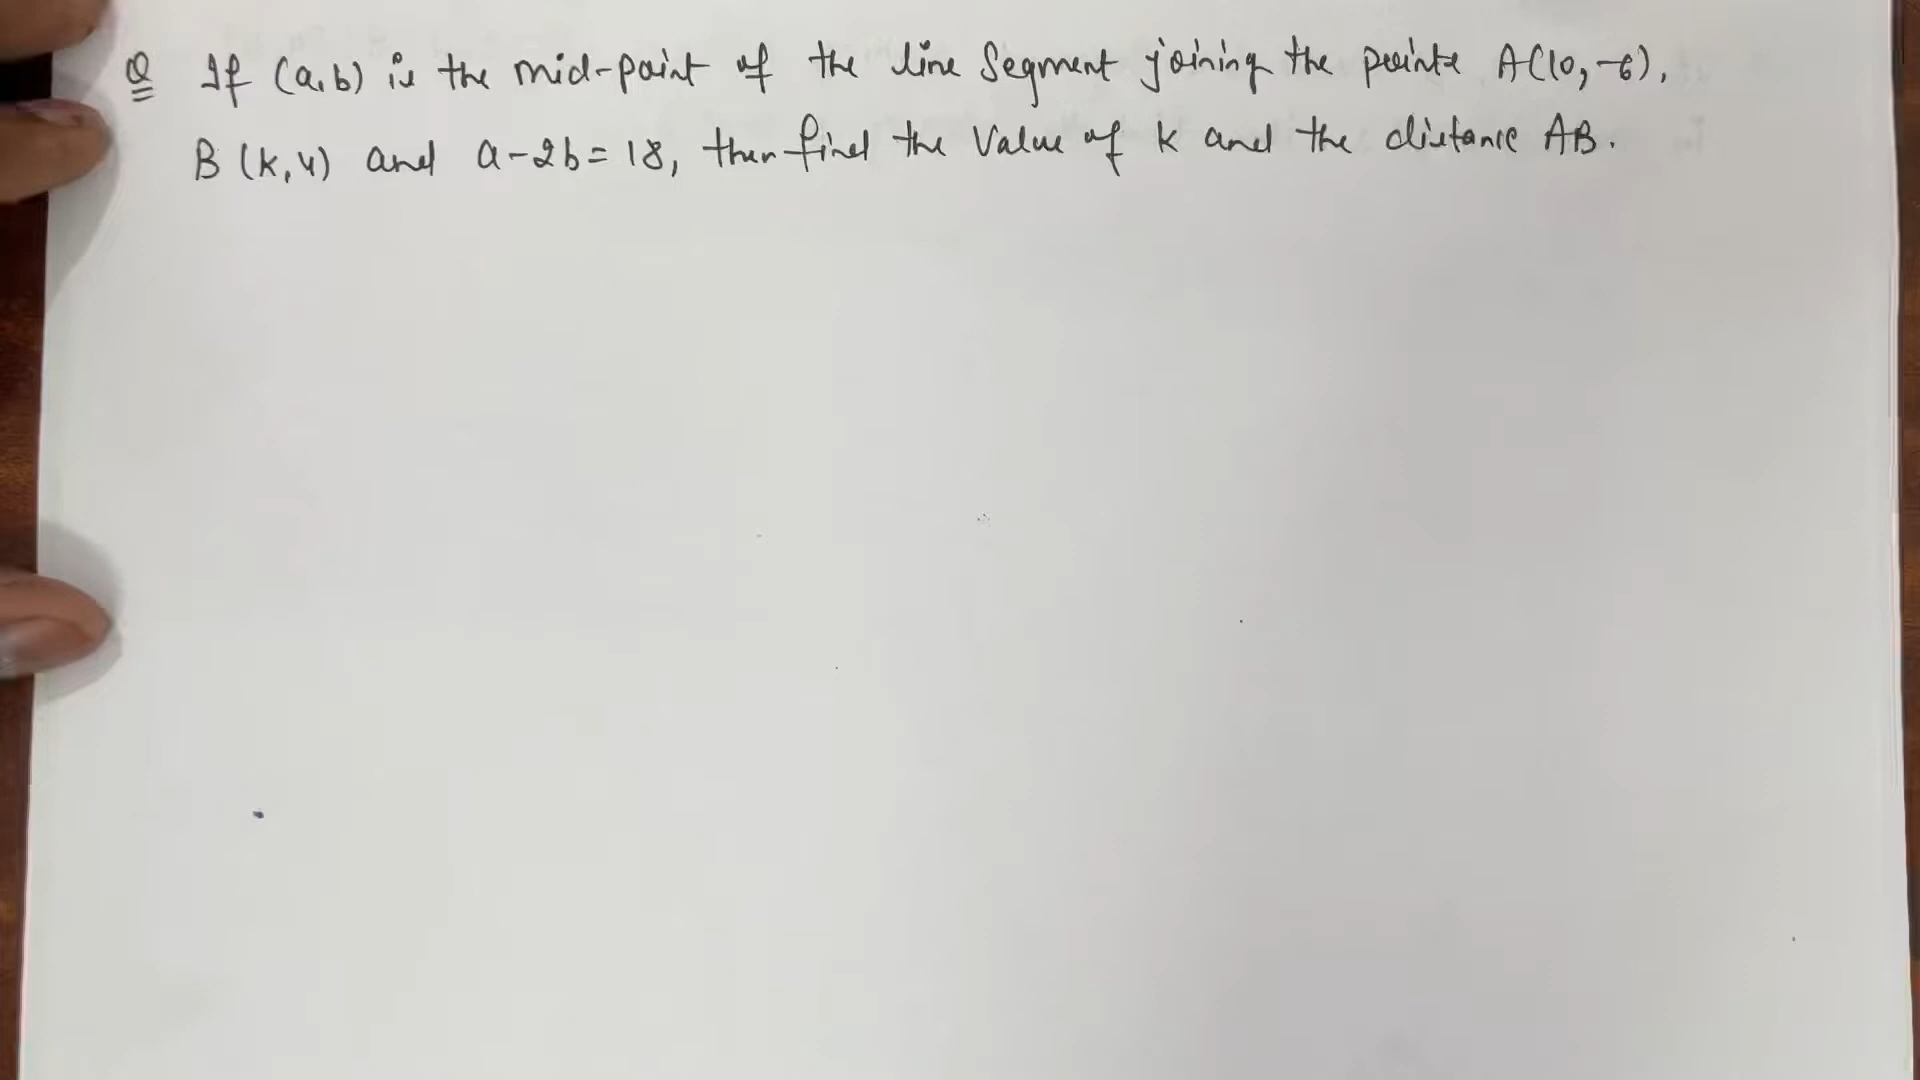 Q If (a,b) is the mid-point of the line Segment joining the points A(10,-6),
B (k,4) and a-2b=18, then find the Value of k and the distance AB.